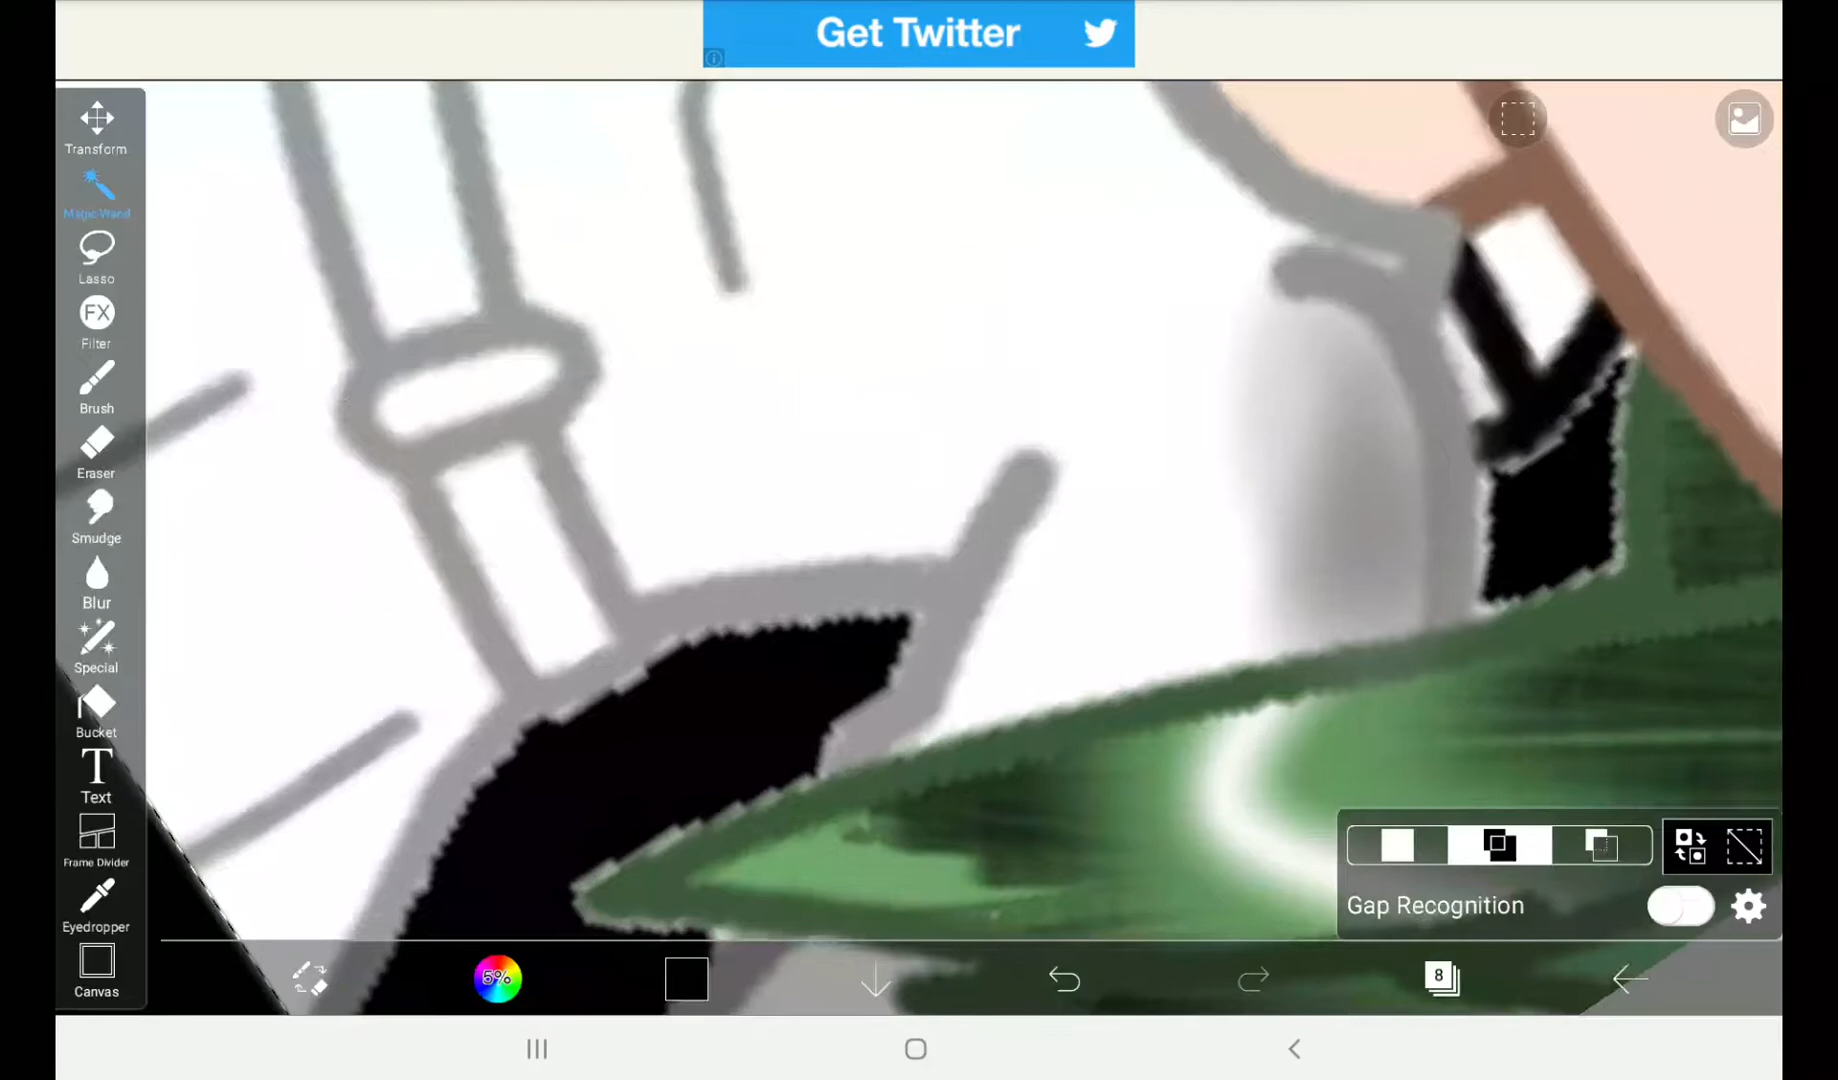 Get Twitter
Transform
Magic Wand
Lasso
FX
Filter
Brush
Eraser
Smudge
Blur
Special
Bucket
T
Text
Frame Divider
Eyedropper
Canvas
Gap Recognition
5%
8